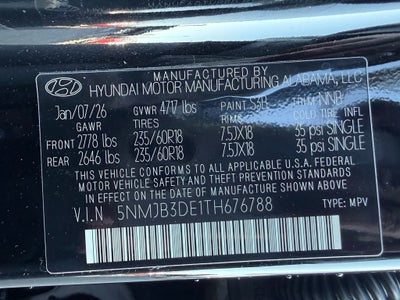 MANUFACTURED BY
HYUNDAI MOTOR MANUFACTURING ALABAMA, LLC
Jan/07/26 GVWR 4717 lbs PAINT:S3B TRIM:NNB
GAWR TIRES RIMS COLD TIRE INFL
FRONT 2778 lbs 235/60R18 7.5JX18 35 psi SINGLE
REAR 2646 lbs 235/60R18 7.5JX18 35 psi SINGLE
THIS VEHICLE CONFORMS TO ALL APPLICABLE U.S.A. FEDERAL
MOTOR VEHICLE SAFETY AND THEFT PREVENTION STANDARDS
IN EFFECT ON THE DATE OF MANUFACTURE SHOWN ABOVE.
V.I.N 5NMJB3DE1TH676788 TYPE: MPV